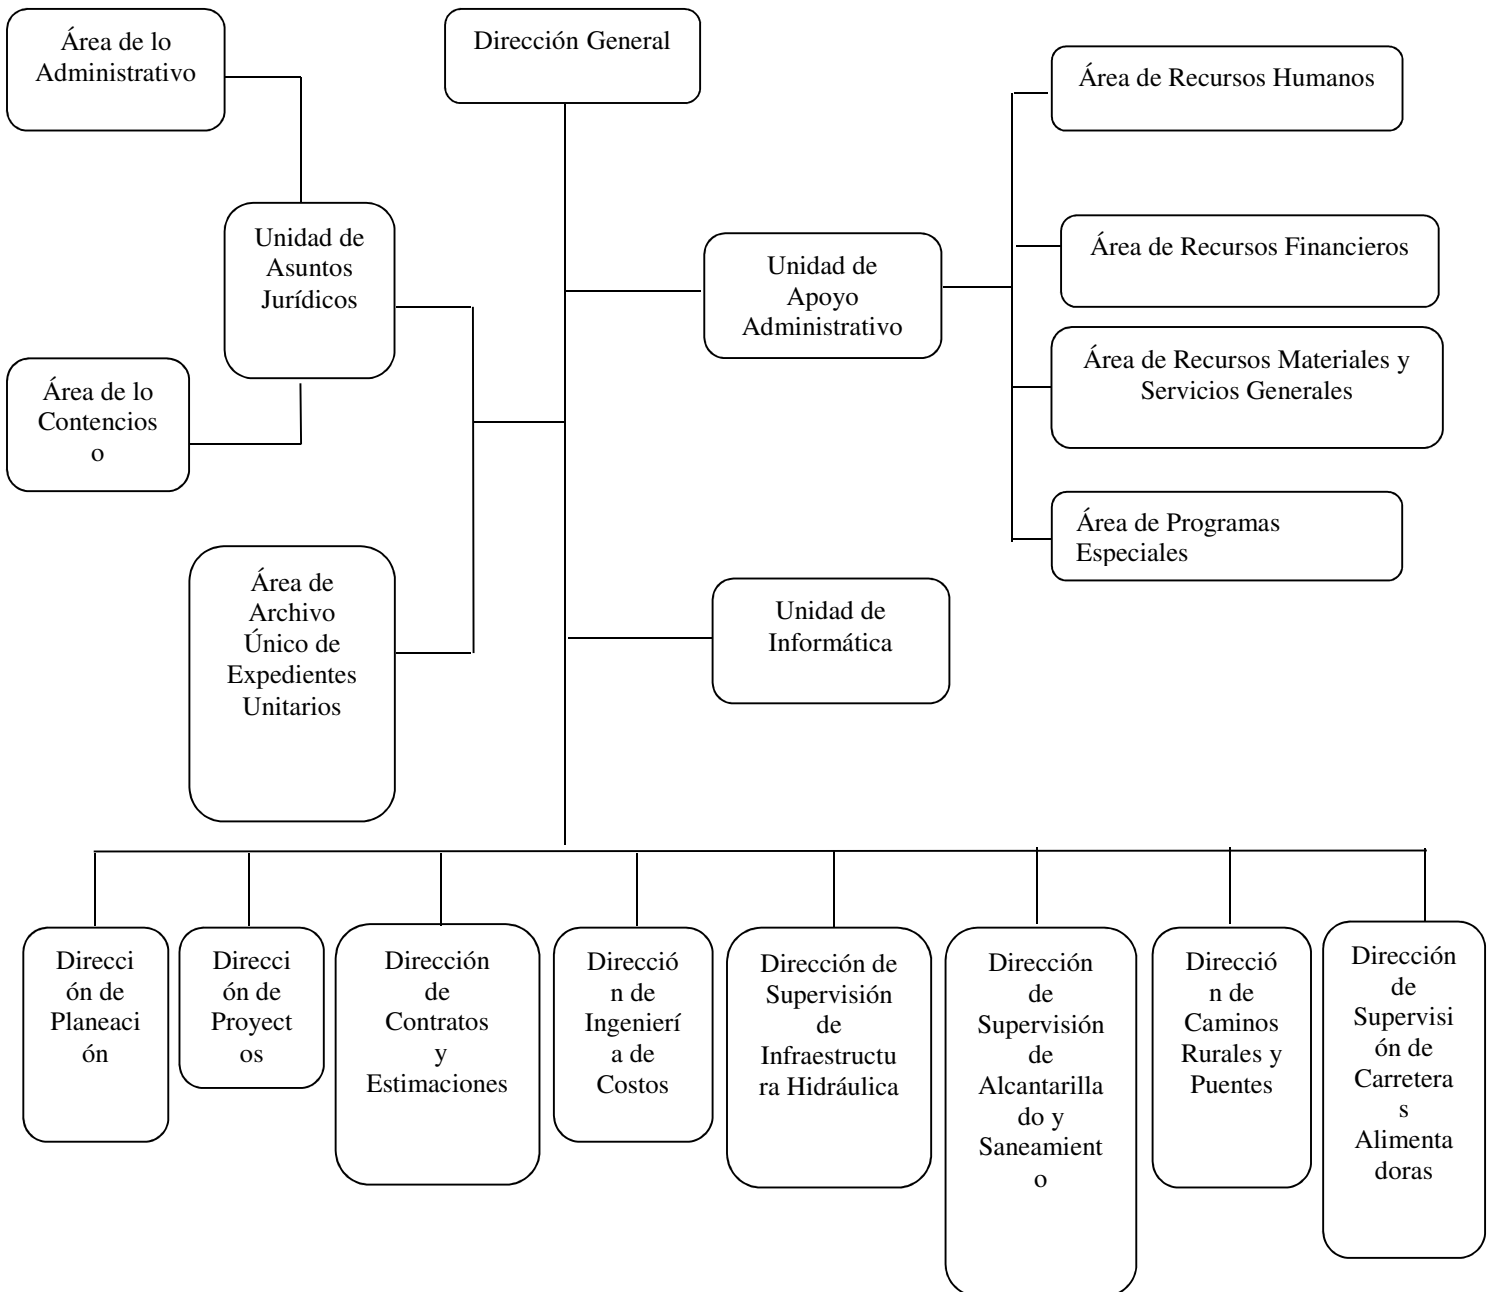 Área de lo
Administrativo
Dirección General
Área de Recursos Humanos
Unidad de
Asuntos
Jurídicos
Unidad de
Apoyo
Administrativo
Área de Recursos Financieros
Área de Recursos Materiales y
Servicios Generales
Área de lo
Contencios
o
Área de Programas
Especiales
Área de
Archivo
Único de
Expedientes
Unitarios
Unidad de
Informática
Direcci
ón de
Planeaci
ón
Direcci
ón de
Proyect
os
Dirección
de
Contratos
y
Estimaciones
Direcció
n de
Ingenierí
a de
Costos
Dirección de
Supervisión
de
Infraestructu
ra Hidráulica
Dirección
de
Supervisión
de
Alcantarilla
do y
Saneamient
o
Direcció
n de
Caminos
Rurales y
Puentes
Dirección
de
Supervisi
ón de
Carretera
s
Alimenta
doras